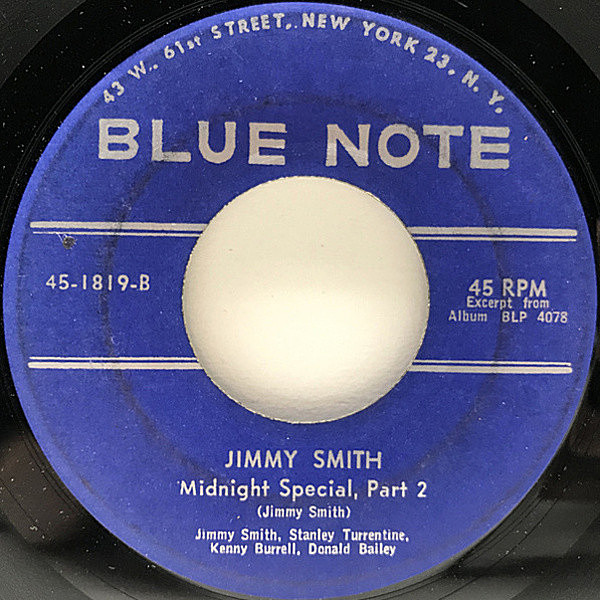 43 W. 61st STREET, NEW YORK 23, N.Y.
BLUE NOTE
45-1819-B
45 RPM
Excerpt from
Album BLP 4078
JIMMY SMITH
Midnight Special, Part 2
(Jimmy Smith)
Jimmy Smith, Stanley Turrentine,
Kenny Burrell, Donald Bailey